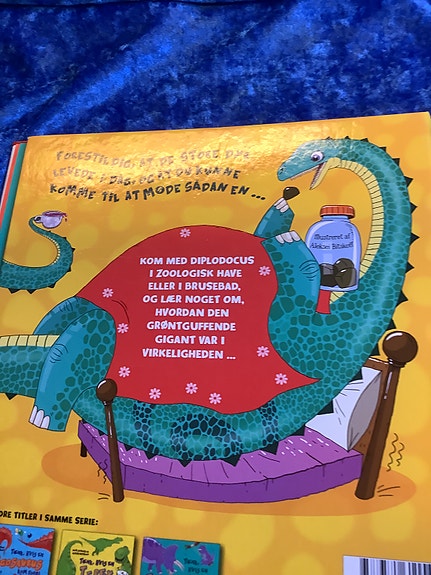 FORESTIL DIG, AT DE STORE DYR
LEVEDE I DAG, OG AT DU KUNNE
KOMME TIL AT MØDE SÅDAN EN ...
Illustreret af
Aleksei Bitskoff
KOM MED DIPLODOCUS
I ZOOLOGISK HAVE
ELLER I BRUSEBAD,
OG LÆR NOGET OM,
HVORDAN DEN
GRØNTGUFFENDE
GIGANT VAR I
VIRKELIGHEDEN ...
TITLER I SAMME SERIE: